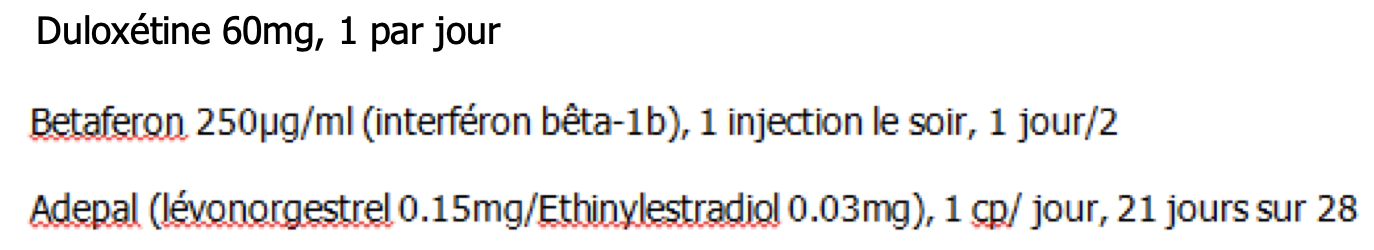 Duloxétine 60mg, 1 par jour
Betaferon 250µg/ml (interféron bêta-1b), 1 injection le soir, 1 jour/2
Adepal (lévonorgestrel 0.15mg/Ethinylestradiol 0.03mg), 1 cp/ jour, 21 jours sur 28